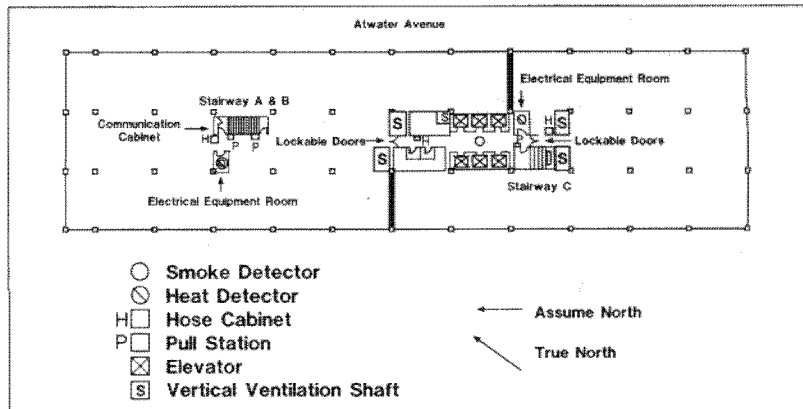 Atwater Avenue
Electrical Equipment Room
Stairway A & B
Communication
Cabinet
Lockable Doors
Lockable Doors
S
S
S
H
H
H
P
P
S
S
Stairway C
Electrical Equipment Room
Smoke Detector
Heat Detector
H Hose Cabinet
P Pull Station
Elevator
S Vertical Ventilation Shaft
Assume North
True North